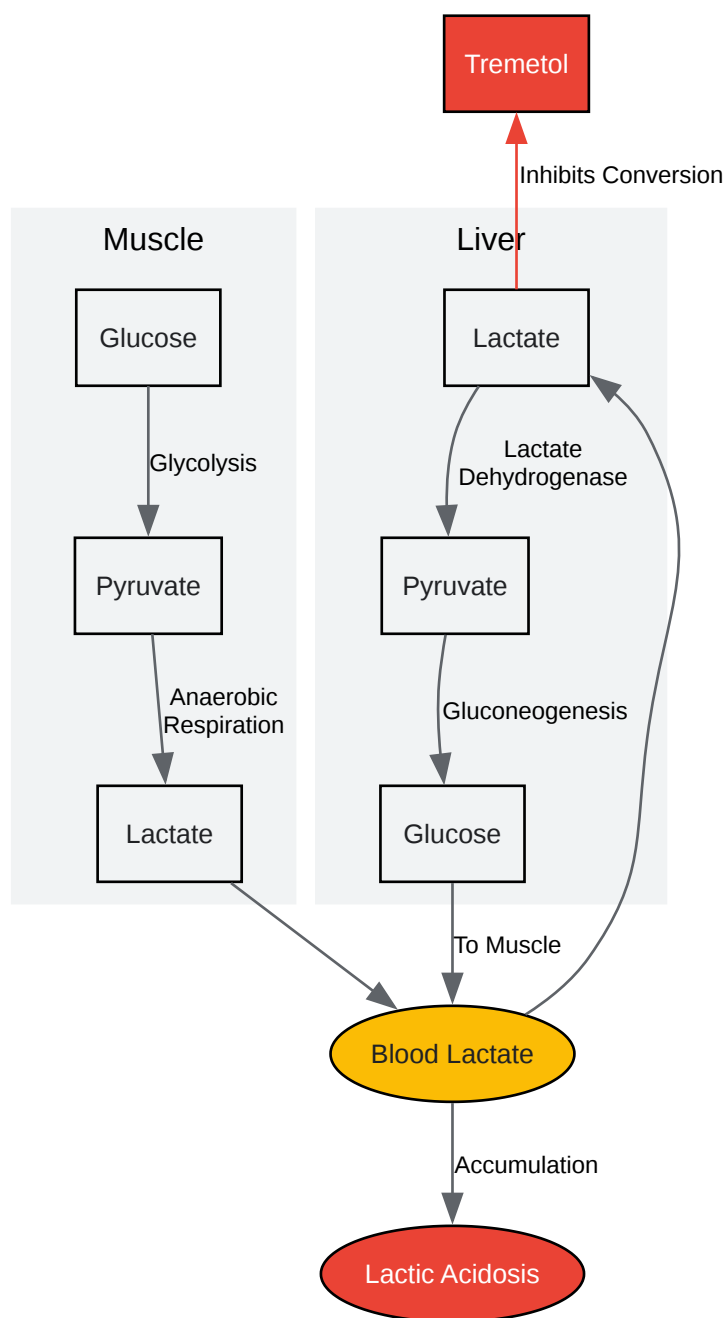 Tremetol
Inhibits Conversion
Muscle
Liver
Glucose
Lactate
Glycolysis
Lactate
Dehydrogenase
Pyruvate
Pyruvate
Anaerobic
Respiration
Gluconeogenesis
Lactate
Glucose
To Muscle
Blood Lactate
Accumulation
Lactic Acidosis